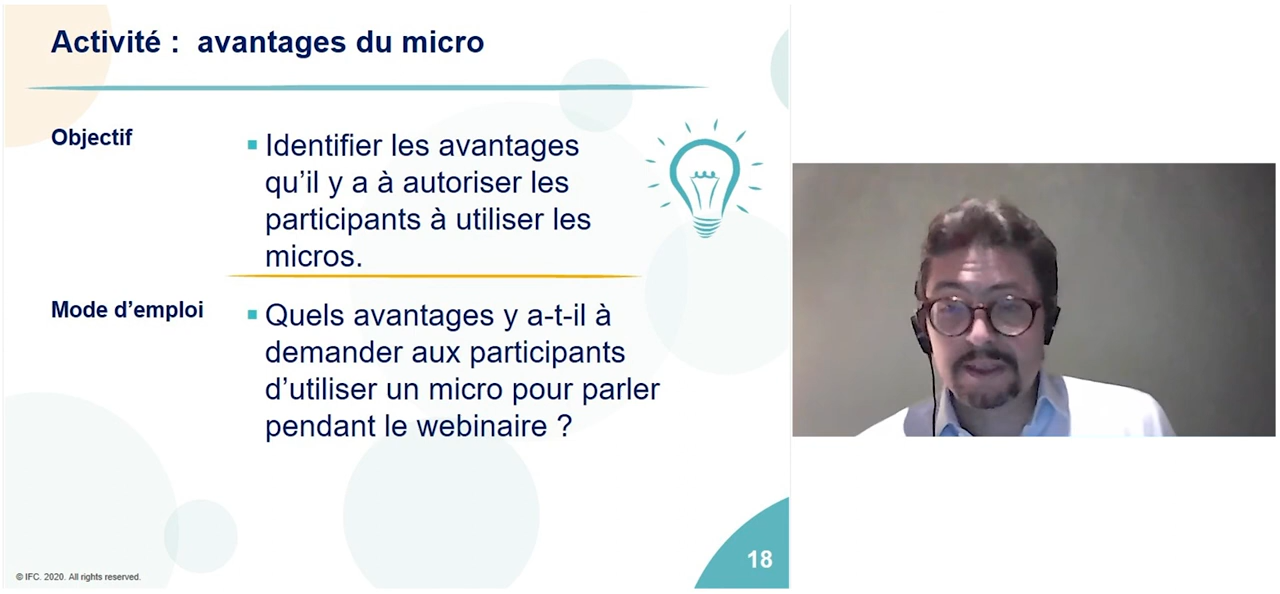 Activité :  avantages du micro
Objectif
▪ Identifier les avantages
qu’il y a à autoriser les
participants à utiliser les
micros.
Mode d’emploi
▪ Quels avantages y a-t-il à
demander aux participants
d’utiliser un micro pour parler
pendant le webinaire ?
18
© IFC. 2020. All rights reserved.